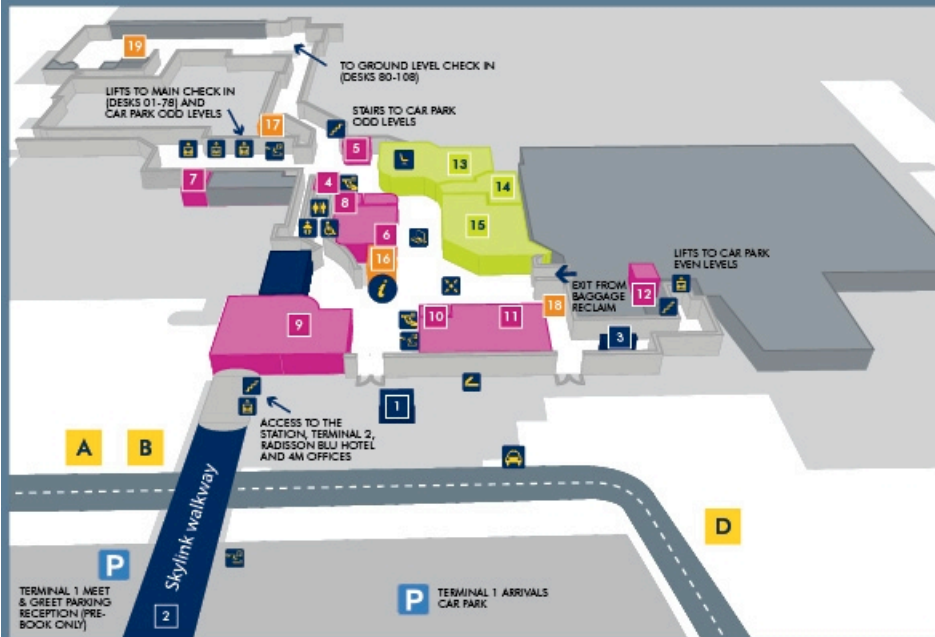 19
TO GROUND LEVEL CHECK IN
(DESKS 80-108)
LIFTS TO MAIN CHECK IN
(DESKS 01-78) AND
CAR PARK ODD LEVELS
STAIRS TO CAR PARK
ODD LEVELS
17
5
13
7
4
14
8
15
6
16
LIFTS TO CAR PARK
EVEN LEVELS
i
EXIT FROM
BAGGAGE
RECLAIM
12
18
9
10
11
3
1
ACCESS TO THE
STATION, TERMINAL 2,
RADISSON BLU HOTEL
AND 4M OFFICES
A
B
D
Skylink walkway
2
P
TERMINAL 1 MEET
& GREET PARKING
RECEPTION (PRE-
BOOK ONLY)
P
TERMINAL 1 ARRIVALS
CAR PARK